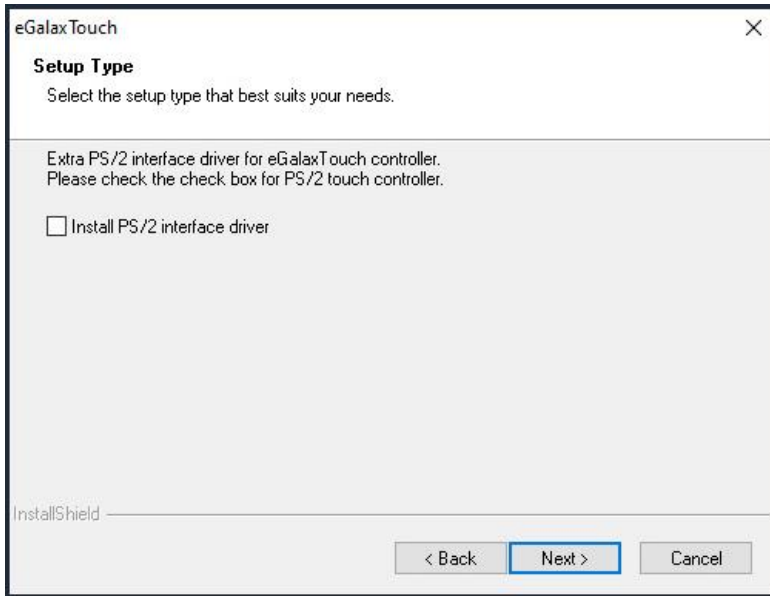 eGalaxTouch
Setup Type
Select the setup type that best suits your needs.
Extra PS/2 interface driver for eGalaxTouch controller.
Please check the check box for PS/2 touch controller.
Install PS/2 interface driver
InstallShield
< Back
Next >
Cancel